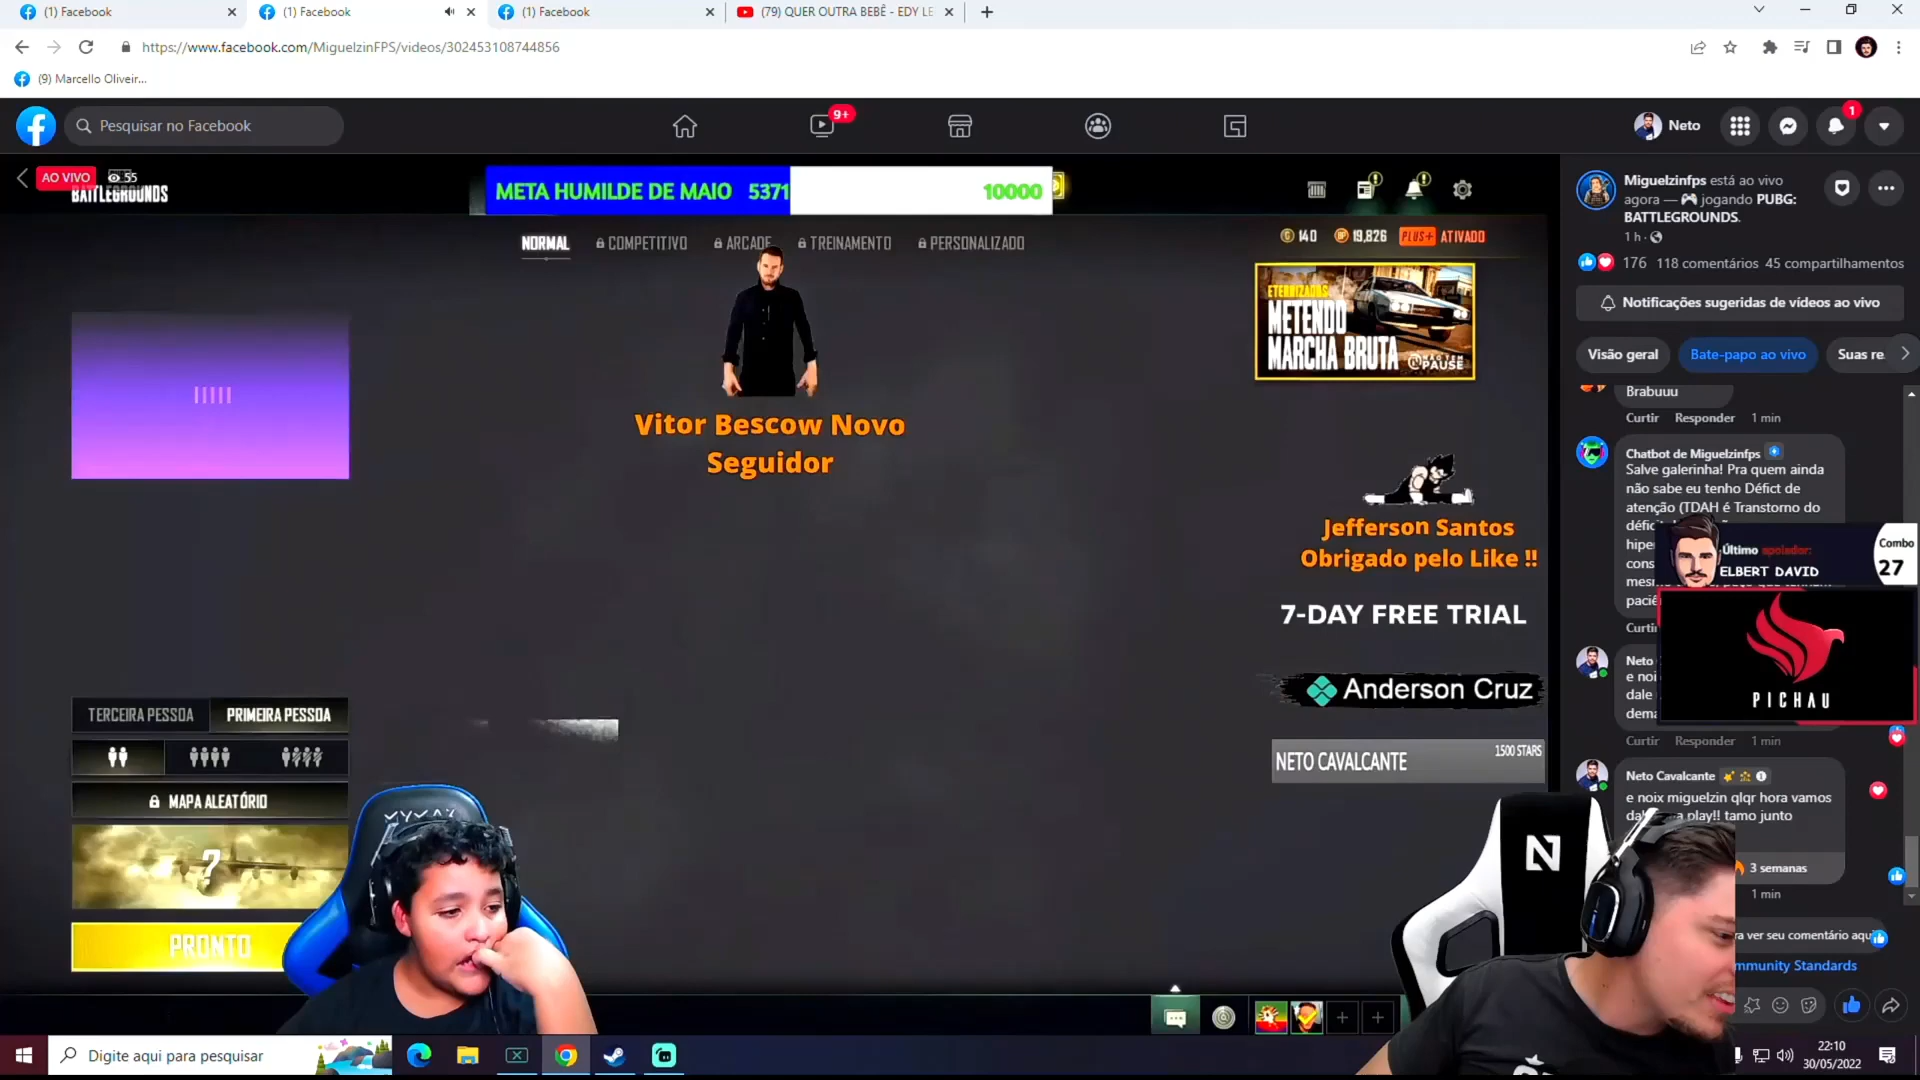 (1) Facebook
(1) Facebook
(1) Facebook
(79) QUER OUTRA BEBÊ - EDY LE
https://www.facebook.com/MiguelzinFPS/videos/302453108744856
(9) Marcello Oliveir...
Pesquisar no Facebook
9+
Neto
1
AO VIVO
55
BATTLEGROUNDS
META HUMILDE DE MAIO 5371
10000
NORMAL
COMPETITIVO
ARCADE
TREINAMENTO
PERSONALIZADO
140
19,826
PLUS+ ATIVADO
ETERNIZADOS
METENDO
MARCHA BRUTA
NÃO TEM
PAUSE
Vitor Bescow Novo
Seguidor
Jefferson Santos
Obrigado pelo Like !!
7-DAY FREE TRIAL
Anderson Cruz
NETO CAVALCANTE
1500 STARS
TERCEIRA PESSOA
PRIMEIRA PESSOA
MAPA ALEATÓRIO
?
PRONTO
Miguelzinfps está ao vivo
agora — 🎮 jogando PUBG:
BATTLEGROUNDS.
1 h ·
176 118 comentários 45 compartilhamentos
Notificações sugeridas de vídeos ao vivo
Visão geral
Bate-papo ao vivo
Suas re
Brabuuu
Curtir Responder 1 min
Chatbot de Miguelzinfps
Salve galerinha! Pra quem ainda
não sabe eu tenho Défict de
atenção (TDAH é Transtorno do
Último apoiador:
ELBERT DAVID
Combo
27
PICHAU
Neto
e noi
dale
dema
Curtir Responder 1 min
Neto Cavalcante
e noix miguelzin qlqr hora vamos
a play!! tamo junto
3 semanas
1 min
ra ver seu comentário aqu
mmunity Standards
N
Digite aqui para pesquisar
22:10
30/05/2022